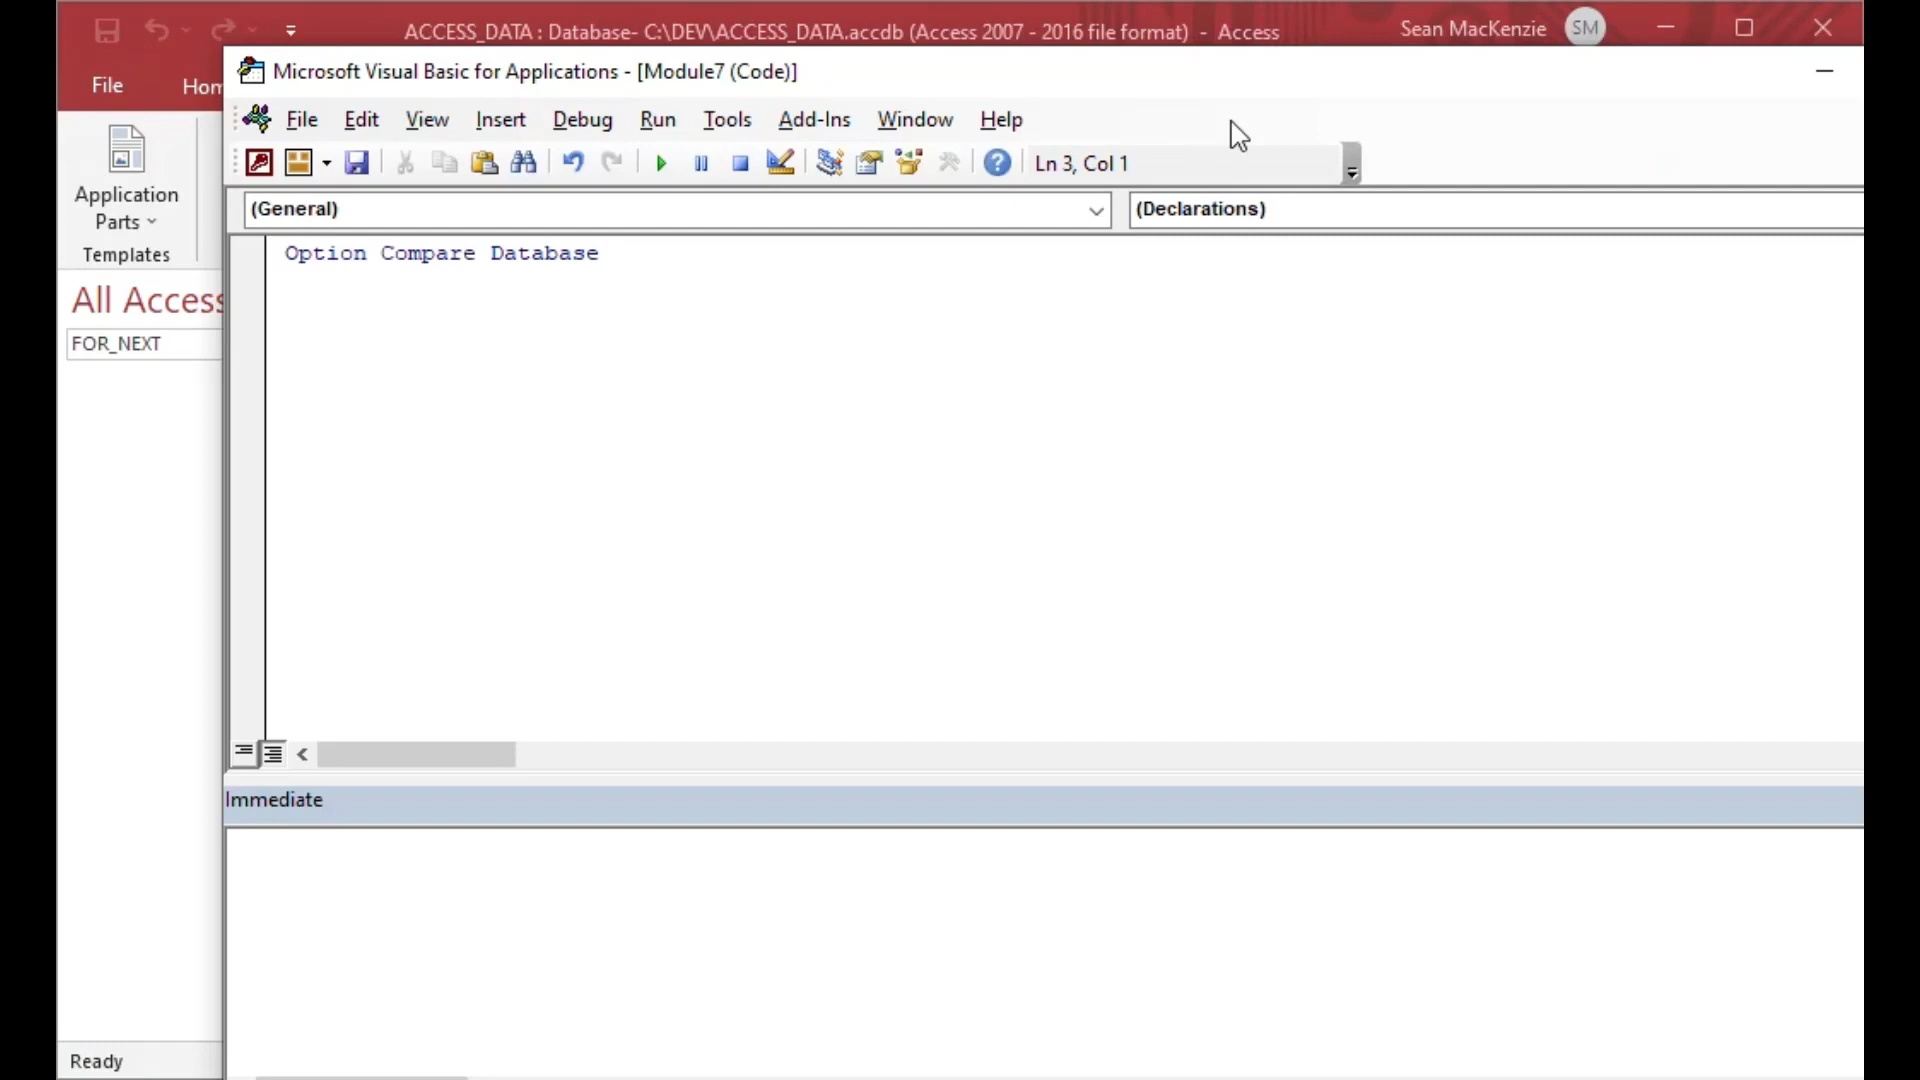 ACCESS_DATA : Database- C:\DEV\ACCESS_DATA.accdb (Access 2007 - 2016 file format) - Access
Sean MacKenzie
SM
File
Hom
Microsoft Visual Basic for Applications - [Module7 (Code)]
File Edit View Insert Debug Run Tools Add-Ins Window Help
Ln 3, Col 1
Application
Parts
Templates
(General)
(Declarations)
Option Compare Database
All Access
FOR_NEXT
Immediate
Ready